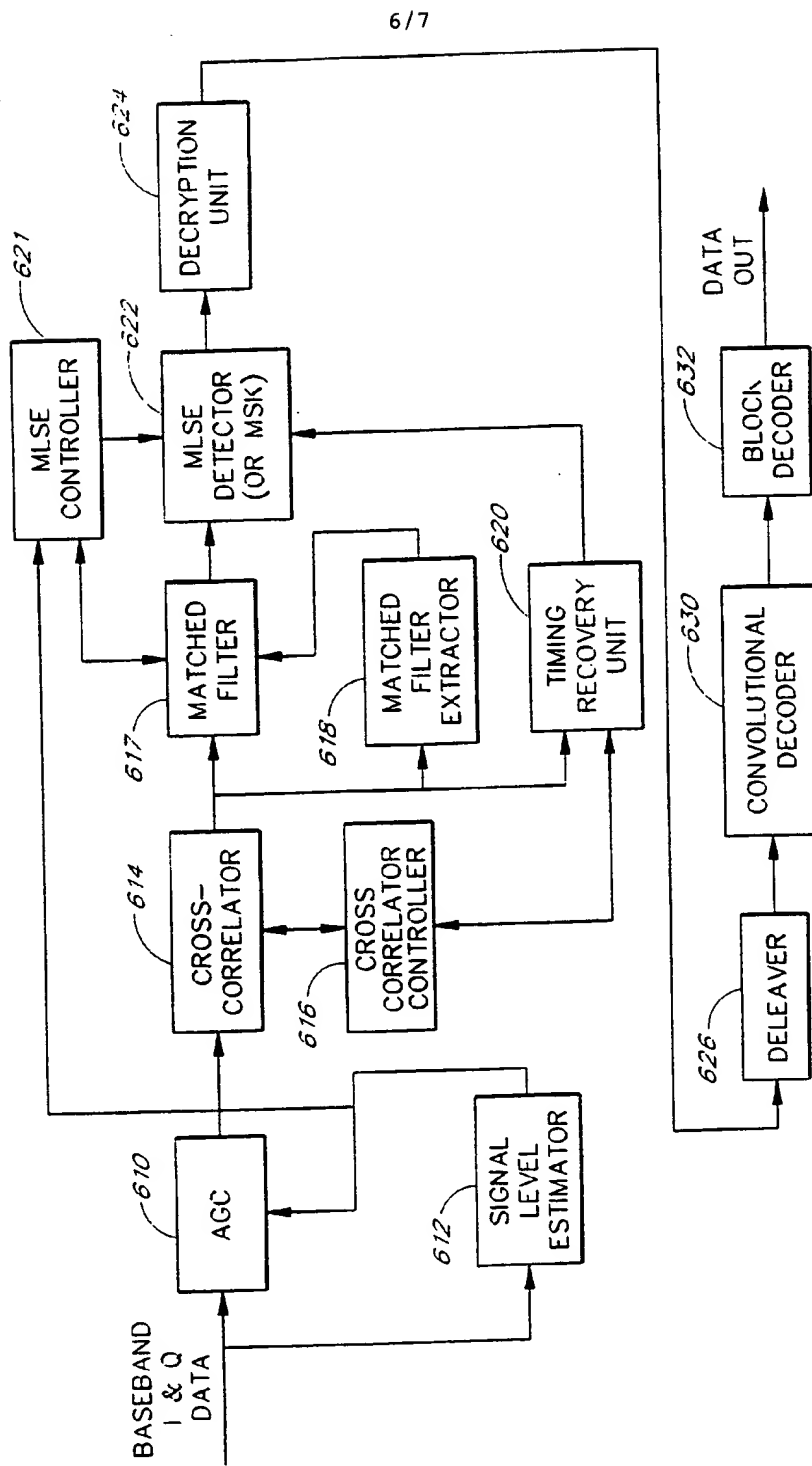 6/7
BASEBAND
I & Q
DATA
610
AGC
612
SIGNAL
LEVEL
ESTIMATOR
614
CROSS-
CORRELATOR
616
CROSS
CORRELATOR
CONTROLLER
617
MATCHED
FILTER
618
MATCHED
FILTER
EXTRACTOR
620
TIMING
RECOVERY
UNIT
621
MLSE
CONTROLLER
622
MLSE
DETECTOR
(OR MSK)
624
DECRYPTION
UNIT
626
DELEAVER
630
CONVOLUTIONAL
DECODER
632
BLOCK
DECODER
DATA
OUT